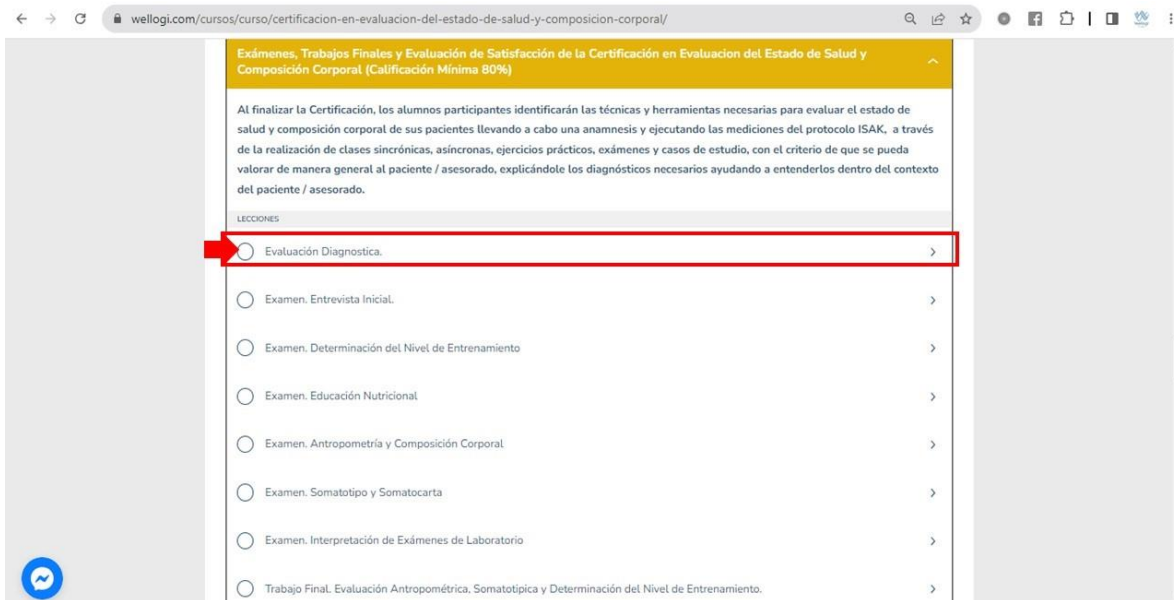 wellogi.com/cursos/curso/certificacion-en-evaluacion-del-estado-de-salud-y-composicion-corporal/
Exámenes, Trabajos Finales y Evaluación de Satisfacción de la Certificación en Evaluacion del Estado de Salud y
Composición Corporal (Calificación Mínima 80%)
Al finalizar la Certificación, los alumnos participantes identificarán las técnicas y herramientas necesarias para evaluar el estado de
salud y composición corporal de sus pacientes llevando a cabo una anamnesis y ejecutando las mediciones del protocolo ISAK, a través
de la realización de clases sincrónicas, asíncronas, ejercicios prácticos, exámenes y casos de estudio, con el criterio de que se pueda
valorar de manera general al paciente / asesorado, explicándole los diagnósticos necesarios ayudando a entenderlos dentro del contexto
del paciente / asesorado.
LECCIONES
Evaluación Diagnostica.
Examen. Entrevista Inicial.
Examen. Determinación del Nivel de Entrenamiento
Examen. Educación Nutricional
Examen. Antropometría y Composición Corporal
Examen. Somatotipo y Somatocarta
Examen. Interpretación de Exámenes de Laboratorio
Trabajo Final. Evaluación Antropométrica, Somatotipica y Determinación del Nivel de Entrenamiento.